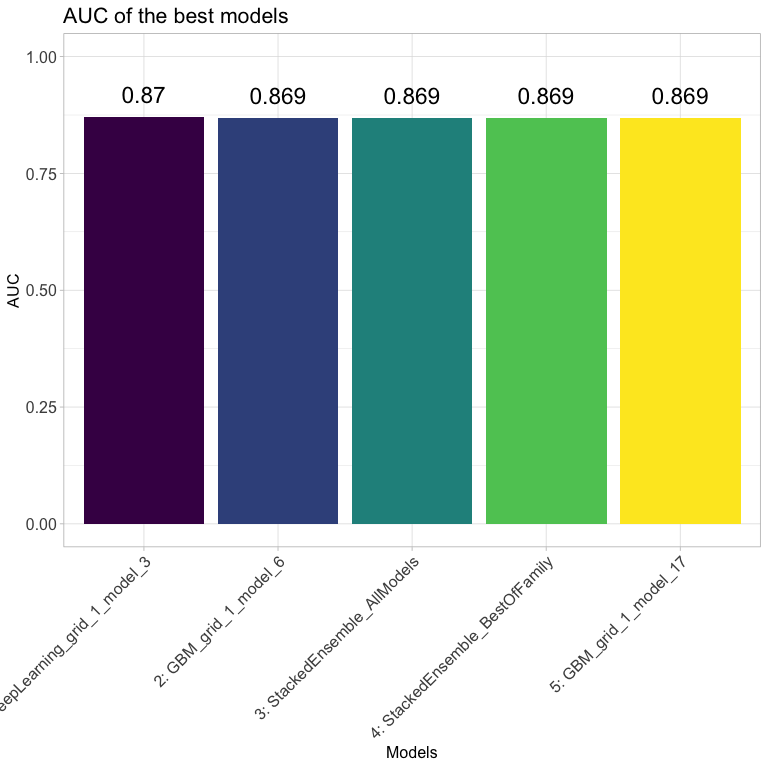 AUC of the best models
1.00
0.87
0.869
0.869
0.869
0.869
0.75
AUC
0.50
0.25
0.00
eepLearning_grid_1_model_3
2: GBM_grid_1_model_6
3: StackedEnsemble_AllModels
4: StackedEnsemble_BestOfFamily
5: GBM_grid_1_model_17
Models